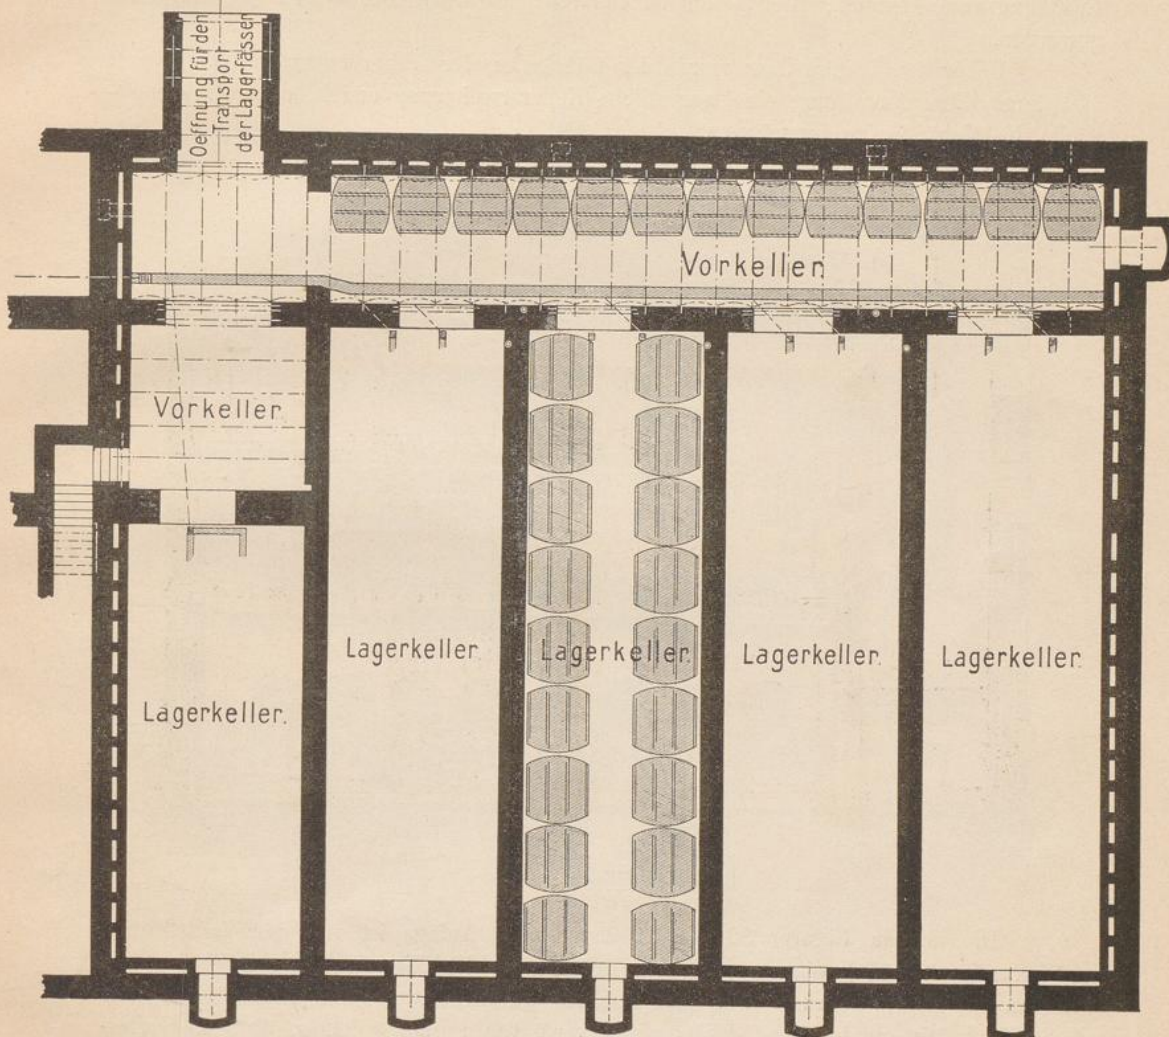 Oeffnung für den
Transport
der Lagerfässer
Vorkeller
Vorkeller.
Lagerkeller.
Lagerkeller.
Lagerkeller.
Lagerkeller.
Lagerkeller.